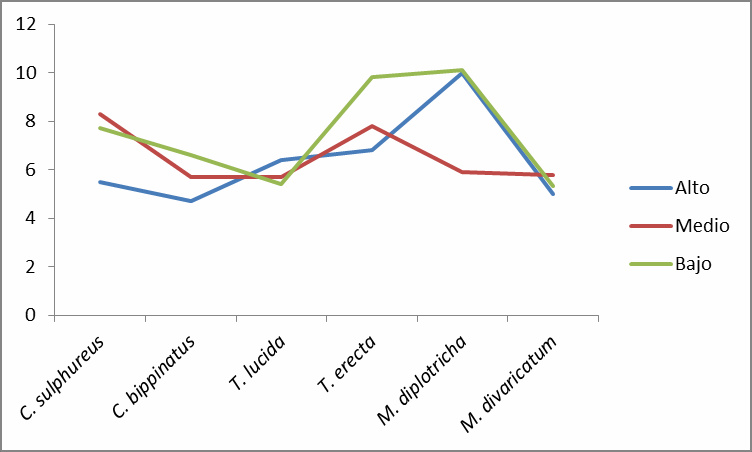 12
10
8
6
4
2
0
C. sulphureus
C. bippinatus
T. lucida
T. erecta
M. diplotricha
M. divaricatum
Alto
Medio
Bajo